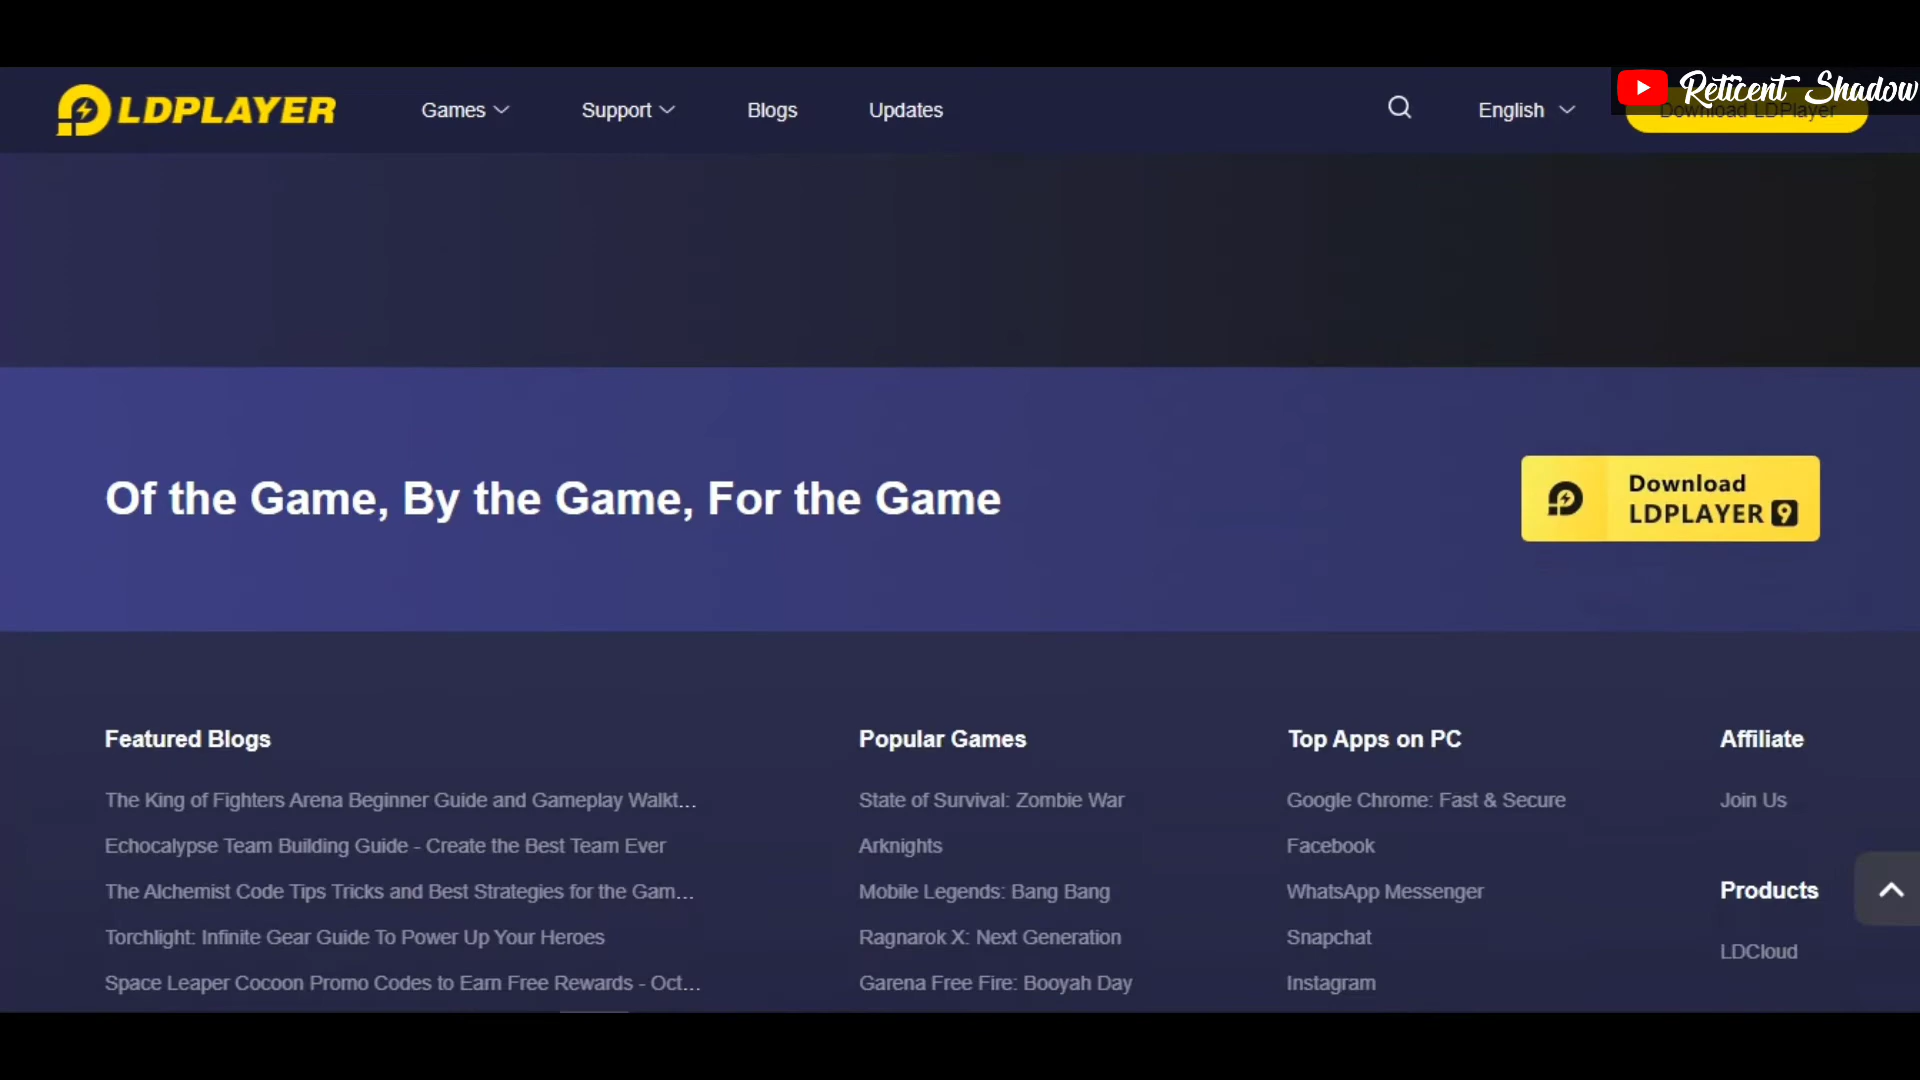 LDPLAYER
Games
Support
Blogs
Updates
English
Reticent Shadow
Download LDPlayer
Of the Game, By the Game, For the Game
Download
LDPLAYER 9
Featured Blogs
The King of Fighters Arena Beginner Guide and Gameplay Walkt...
Echocalypse Team Building Guide - Create the Best Team Ever
The Alchemist Code Tips Tricks and Best Strategies for the Gam...
Torchlight: Infinite Gear Guide To Power Up Your Heroes
Space Leaper Cocoon Promo Codes to Earn Free Rewards - Oct...
Popular Games
State of Survival: Zombie War
Arknights
Mobile Legends: Bang Bang
Ragnarok X: Next Generation
Garena Free Fire: Booyah Day
Top Apps on PC
Google Chrome: Fast & Secure
Facebook
WhatsApp Messenger
Snapchat
Instagram
Affiliate
Join Us
Products
LDCloud